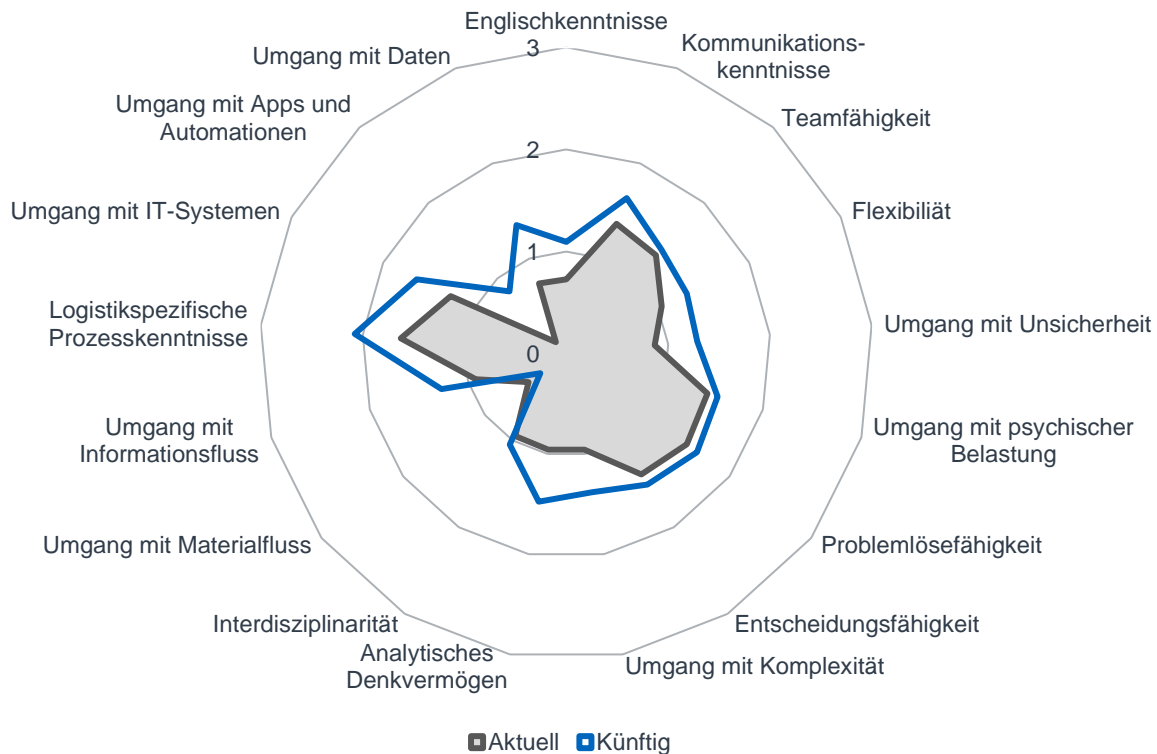 Englischkenntnisse
Kommunikations-
kenntnisse
Teamfähigkeit
Flexibiliät
Umgang mit Unsicherheit
Umgang mit psychischer
Belastung
Problemlösefähigkeit
Entscheidungsfähigkeit
Umgang mit Komplexität
Analytisches
Denkvermögen
Interdisziplinarität
Umgang mit Materialfluss
Umgang mit
Informationsfluss
Logistikspezifische
Prozesskenntnisse
Umgang mit IT-Systemen
Umgang mit Apps und
Automationen
Umgang mit Daten
3
2
1
0
Aktuell
Künftig